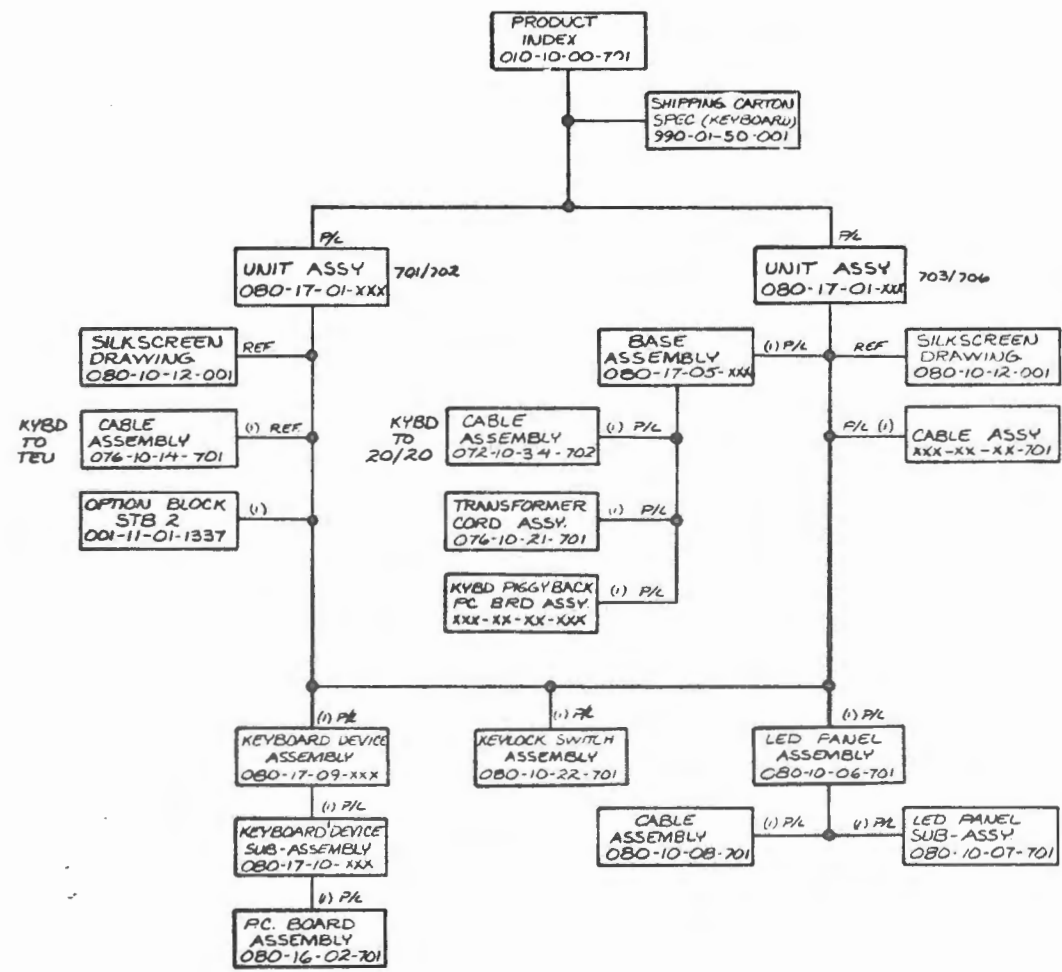 PRODUCT
INDEX
010-10-00-701
SHIPPING CARTON
SPEC (KEYBOARD)
990-01-50-001
P/L
UNIT ASSY
080-17-01-XXX
701/702
P/L
UNIT ASSY
080-17-01-XXX
703/706
SILKSCREEN
DRAWING
080-10-12-001
REF
BASE
ASSEMBLY
080-17-05-XXX
(1) P/L
REF
SILKSCREEN
DRAWING
080-10-12-001
KYBD
TO
TEU
CABLE
ASSEMBLY
076-10-14-701
(1) REF
KYBD
TO
20/20
CABLE
ASSEMBLY
072-10-34-702
(1) P/L
P/L (1)
CABLE ASSY
XXX-XX-XX-701
OPTION BLOCK
STB 2
001-11-01-1337
(1)
TRANSFORMER
CORD ASSY.
076-10-21-701
(1) P/L
KYBD PIGGYBACK
PC BRD ASSY.
XXX-XX-XX-XXX
(1) P/L
(1) P/L
KEYBOARD DEVICE
ASSEMBLY
080-17-09-XXX
(1) P/L
KEYLOCK SWITCH
ASSEMBLY
080-10-22-701
(1) P/L
LED PANEL
ASSEMBLY
080-10-06-701
(1) P/L
KEYBOARD DEVICE
SUB-ASSEMBLY
080-17-10-XXX
CABLE
ASSEMBLY
080-10-08-701
(1) P/L
(1) P/L
LED PANEL
SUB-ASSY
080-10-07-701
(1) P/L
P.C. BOARD
ASSEMBLY
080-16-02-701